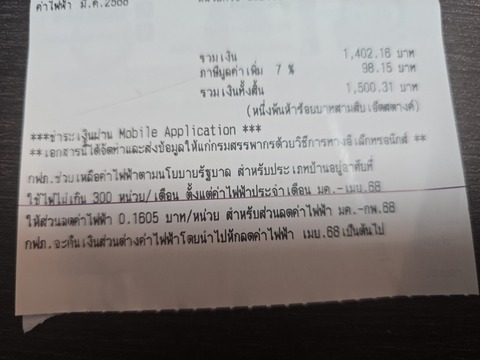 ค่าไฟฟ้า มี.ค.2568
รวมเงิน 1,402.16 บาท
ภาษีมูลค่าเพิ่ม 7 % 98.15 บาท
รวมเงินทั้งสิ้น 1,500.31 บาท
(หนึ่งพันห้าร้อยบาทสามสิบเอ็ดสตางค์)
***ชำระเงินผ่าน Mobile Application ***
**เอกสารนี้ได้จัดทำและส่งข้อมูลให้แก่กรมสรรพากรด้วยวิธีการทางอิเล็กทรอนิกส์ **
กฟภ.ช่วยเหลือค่าไฟฟ้าตามนโยบายรัฐบาล สำหรับประเภทบ้านอยู่อาศัยที่
ใช้ไฟไม่เกิน 300 หน่วย/เดือน ตั้งแต่ค่าไฟฟ้าประจำเดือน มค.-เมย.68
ให้ส่วนลดค่าไฟฟ้า 0.1605 บาท/หน่วย สำหรับส่วนลดค่าไฟฟ้า มค.-กพ.68
กฟภ.จะคืนเงินส่วนต่างค่าไฟฟ้าโดยนำไปหักลดค่าไฟฟ้า เมย.68เป็นต้นไป